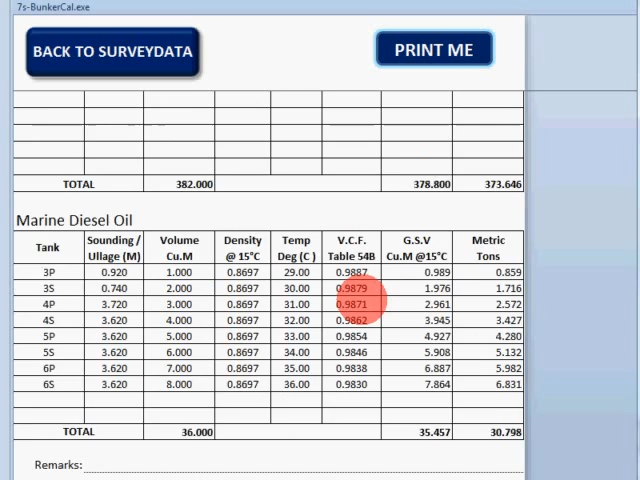 7s-BunkerCal.exe
BACK TO SURVEYDATA PRINT ME
TOTAL 382.000 378.800 373.646
Marine Diesel Oil
Tank Sounding / Volume Density Temp V.C.F. G.S.V Metric
Ullage (M) Cu.M @ 15°C Deg (C ) Table 54B Cu.M @15°C Tons
3P 0.920 1.000 0.8697 29.00 0.9887 0.989 0.859
3S 0.740 2.000 0.8697 30.00 0.9879 1.976 1.716
4P 3.720 3.000 0.8697 31.00 0.9871 2.961 2.572
4S 3.620 4.000 0.8697 32.00 0.9862 3.945 3.427
5P 3.620 5.000 0.8697 33.00 0.9854 4.927 4.280
5S 3.620 6.000 0.8697 34.00 0.9846 5.908 5.132
6P 3.620 7.000 0.8697 35.00 0.9838 6.887 5.982
6S 3.620 8.000 0.8697 36.00 0.9830 7.864 6.831
TOTAL 36.000 35.457 30.798
Remarks: